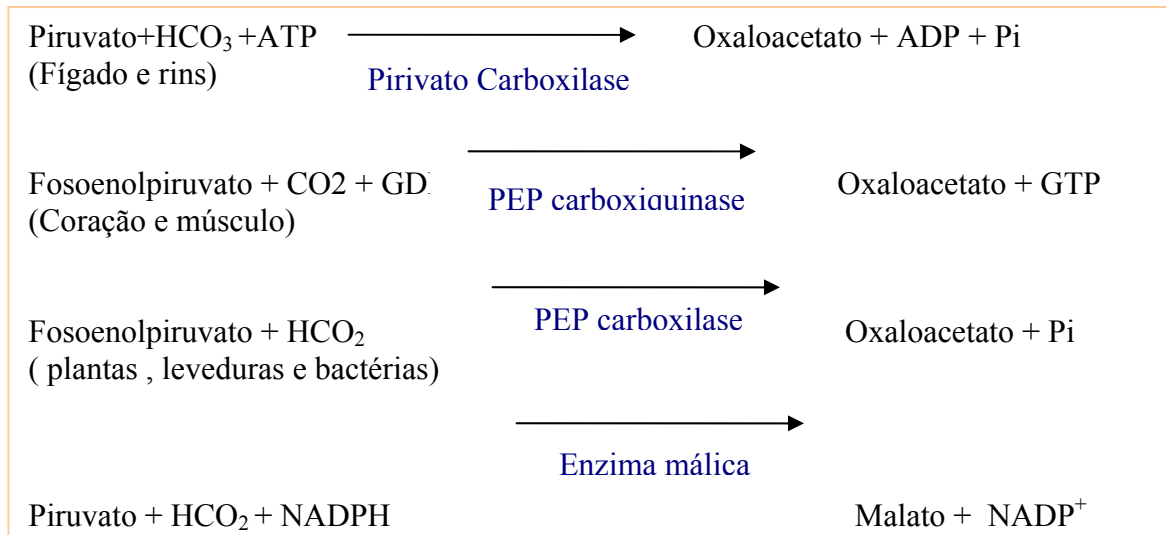 Piruvato+HCO₃ +ATP Oxaloacetato + ADP + Pi
(Fígado e rins) Pirivato Carboxilase
Fosoenolpiruvato + CO2 + GD Oxaloacetato + GTP
(Coração e músculo) PEP carboxiquinase
Fosoenolpiruvato + HCO₂ PEP carboxilase Oxaloacetato + Pi
( plantas , leveduras e bactérias)
Enzima málica
Piruvato + HCO₂ + NADPH Malato + NADP⁺